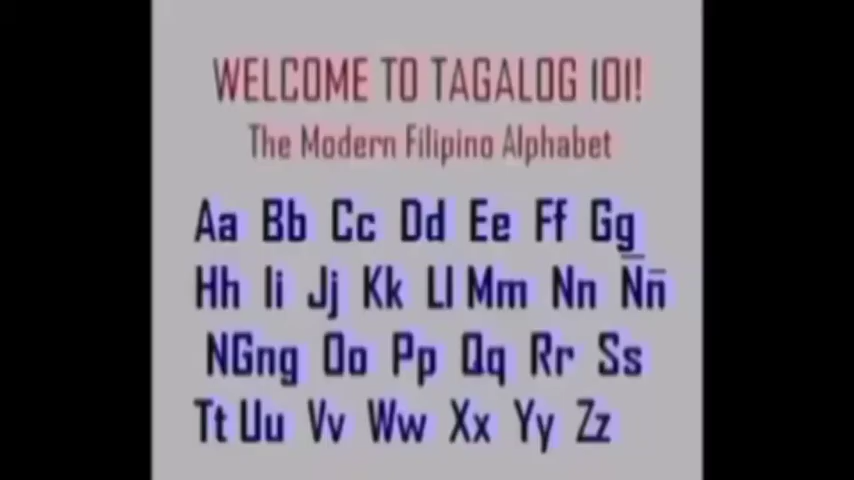 WELCOME TO TAGALOG 101!
The Modern Filipino Alphabet
Aa Bb Cc Dd Ee Ff Gg
Hh Ii Jj Kk Ll Mm Nn Ññ
NGng Oo Pp Qq Rr Ss
Tt Uu Vv Ww Xx Yy Zz